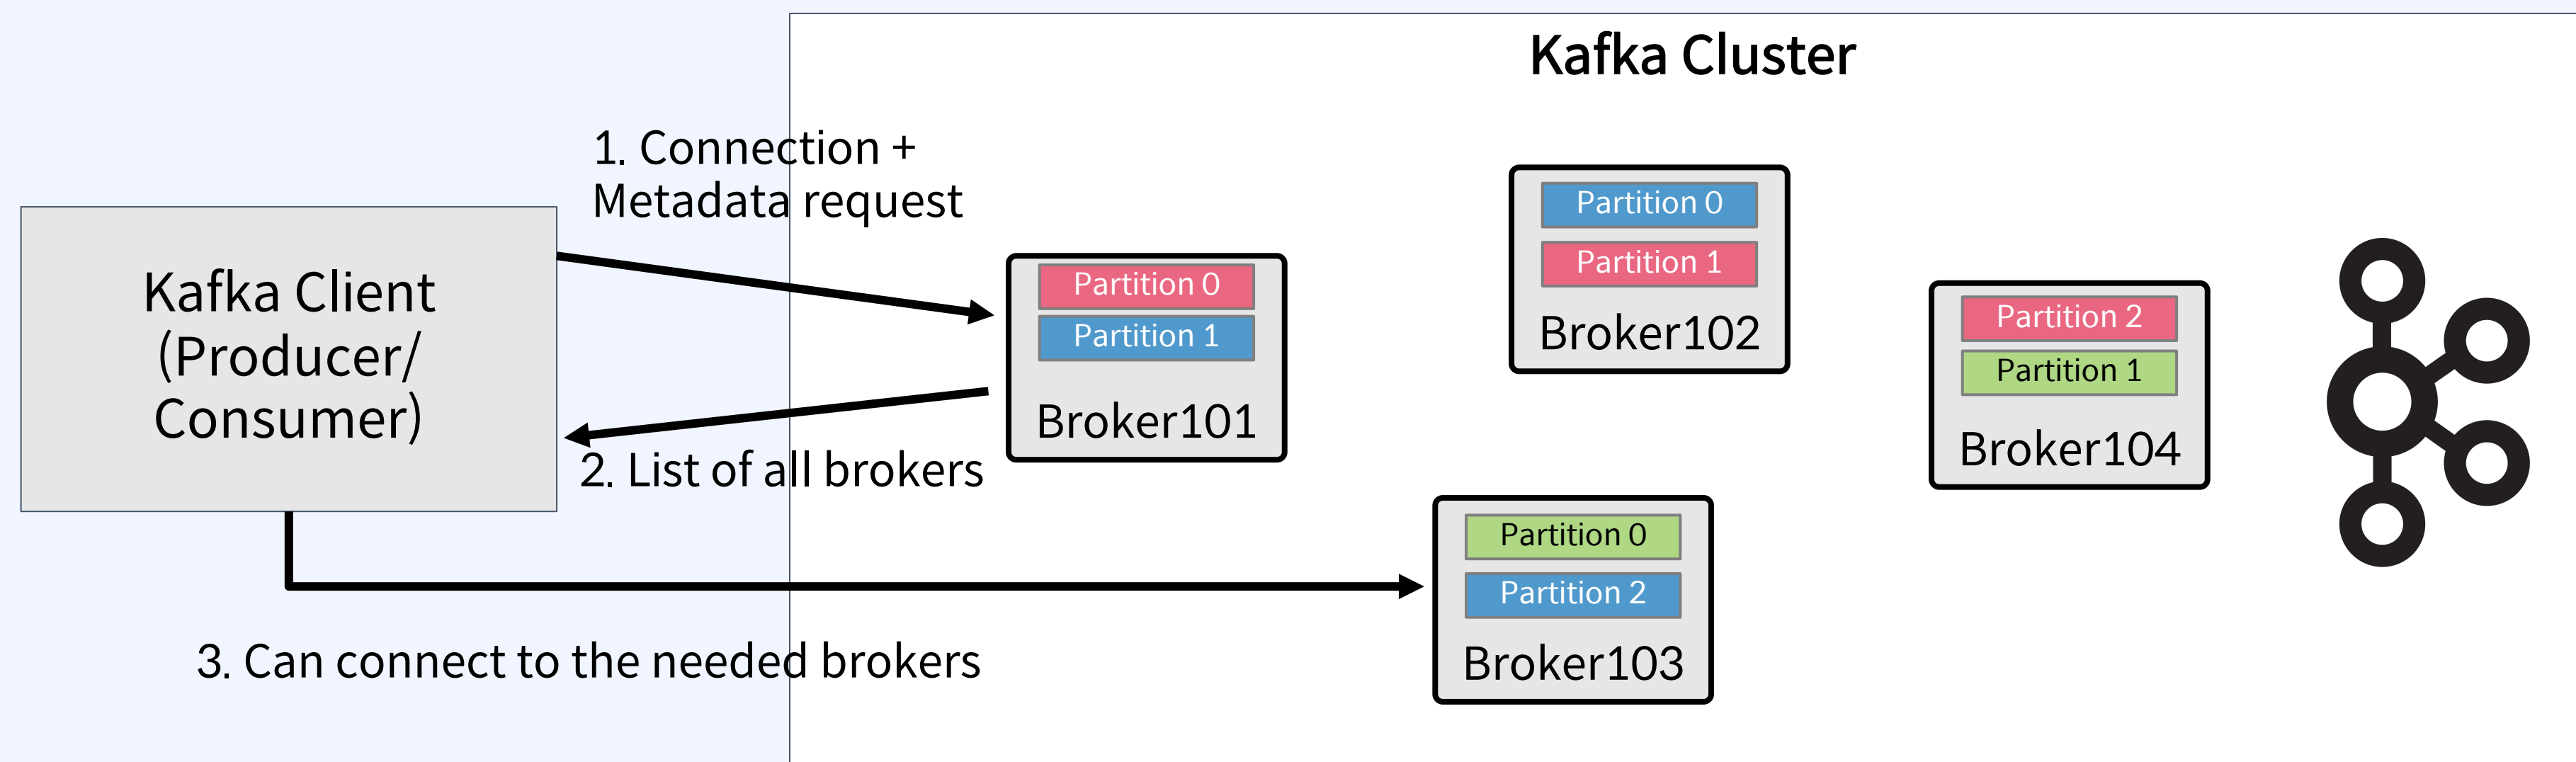 Kafka Cluster
1. Connection +
Metadata request
Kafka Client
(Producer/
Consumer)
2. List of all brokers
3. Can connect to the needed brokers
Partition 0
Partition 1
Broker101
Partition 0
Partition 1
Broker102
Partition 0
Partition 2
Broker103
Partition 2
Partition 1
Broker104